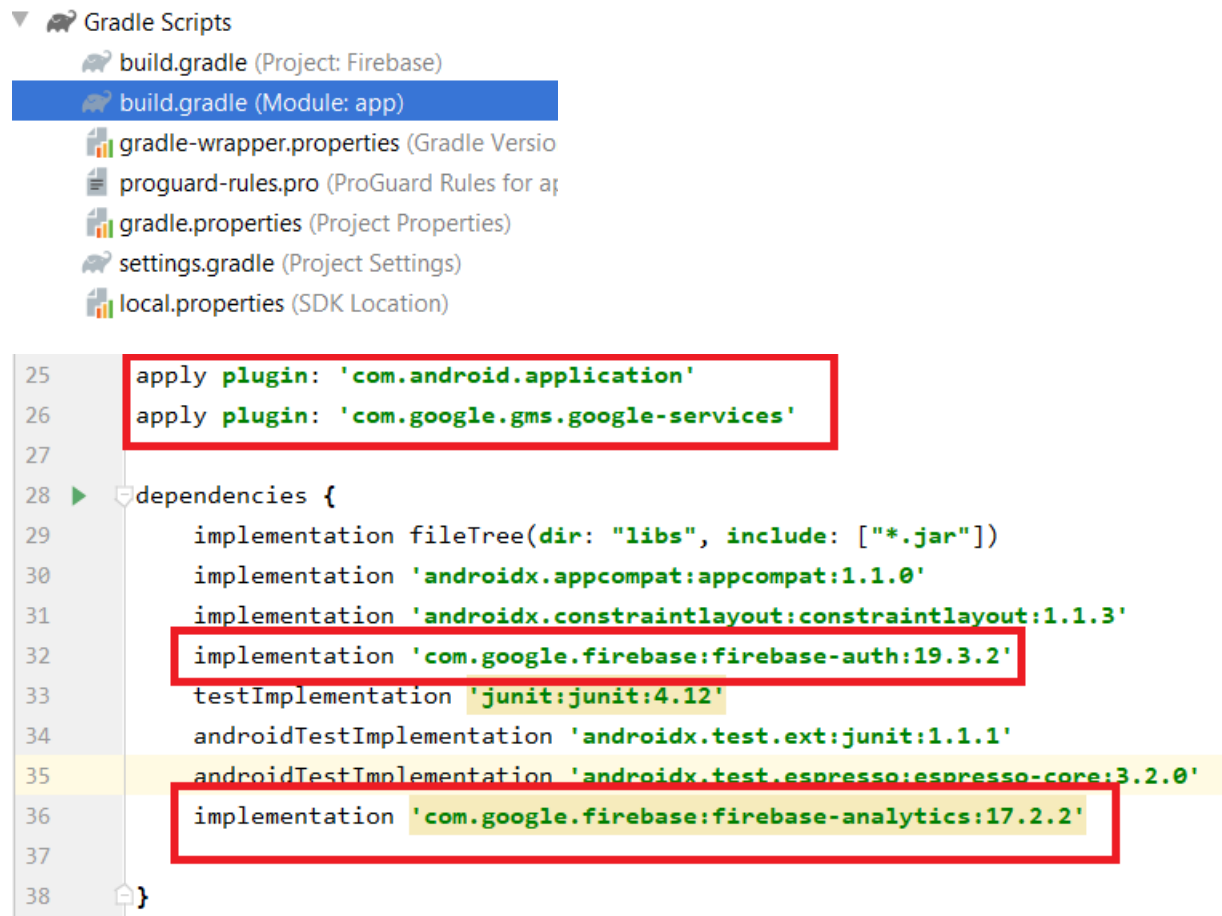 Gradle Scripts
build.gradle (Project: Firebase)
build.gradle (Module: app)
gradle-wrapper.properties (Gradle Versio
proguard-rules.pro (ProGuard Rules for ap
gradle.properties (Project Properties)
settings.gradle (Project Settings)
local.properties (SDK Location)
25 apply plugin: 'com.android.application'
26 apply plugin: 'com.google.gms.google-services'
27
28 dependencies {
29 implementation fileTree(dir: "libs", include: ["*.jar"])
30 implementation 'androidx.appcompat:appcompat:1.1.0'
31 implementation 'androidx.constraintlayout:constraintlayout:1.1.3'
32 implementation 'com.google.firebase:firebase-auth:19.3.2'
33 testImplementation 'junit:junit:4.12'
34 androidTestImplementation 'androidx.test.ext:junit:1.1.1'
35 androidTestImplementation 'androidx.test.espresso:espresso-core:3.2.0'
36 implementation 'com.google.firebase:firebase-analytics:17.2.2'
37
38 }